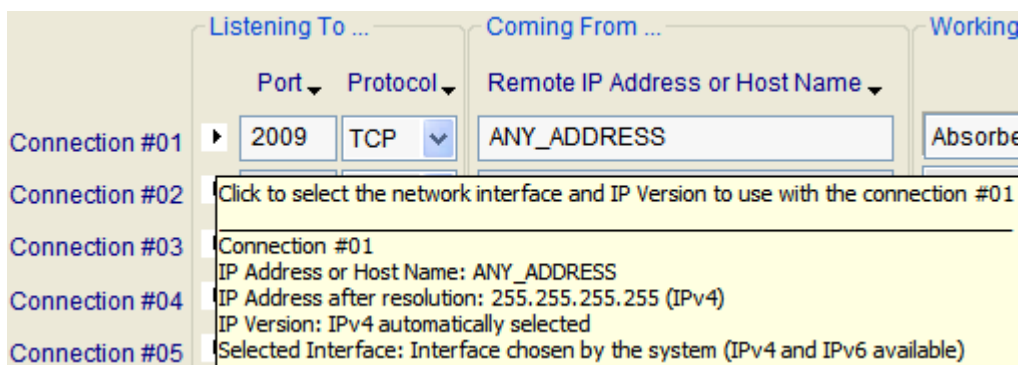 Listening To ... Coming From ... Working
Port Protocol Remote IP Address or Host Name
Connection #01 2009 TCP ANY_ADDRESS Absorbe
Connection #02 Click to select the network interface and IP Version to use with the connection #01
Connection #03 Connection #01
IP Address or Host Name: ANY_ADDRESS
Connection #04 IP Address after resolution: 255.255.255.255 (IPv4)
IP Version: IPv4 automatically selected
Connection #05 Selected Interface: Interface chosen by the system (IPv4 and IPv6 available)